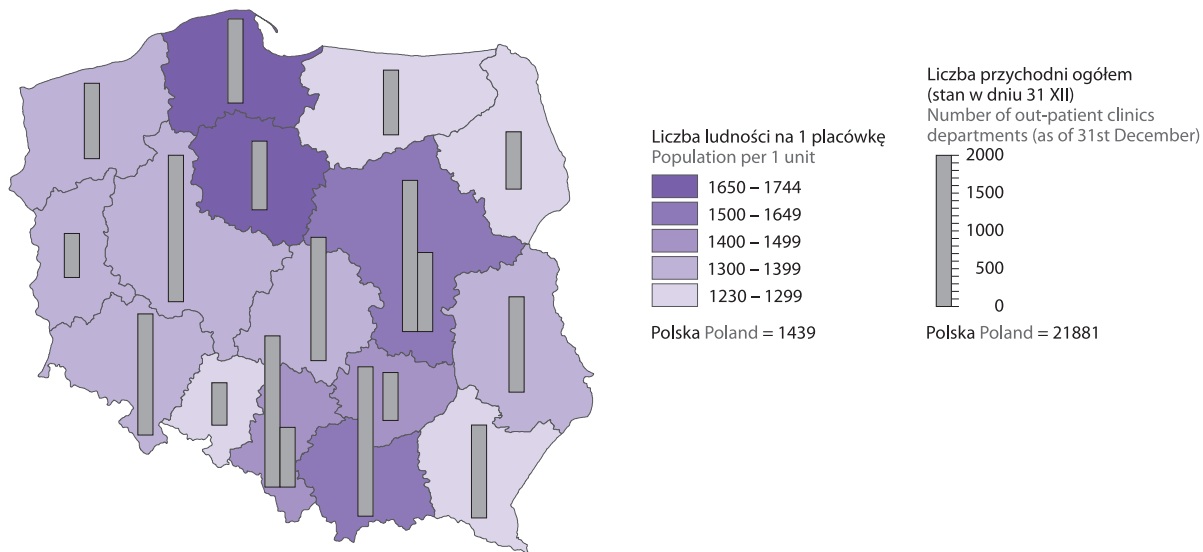 Liczba ludności na 1 placówkę
Population per 1 unit
1650 – 1744
1500 – 1649
1400 – 1499
1300 – 1399
1230 – 1299
Polska Poland = 1439
Liczba przychodni ogółem
(stan w dniu 31 XII)
Number of out-patient clinics
departments (as of 31st December)
2000
1500
1000
500
0
Polska Poland = 21881